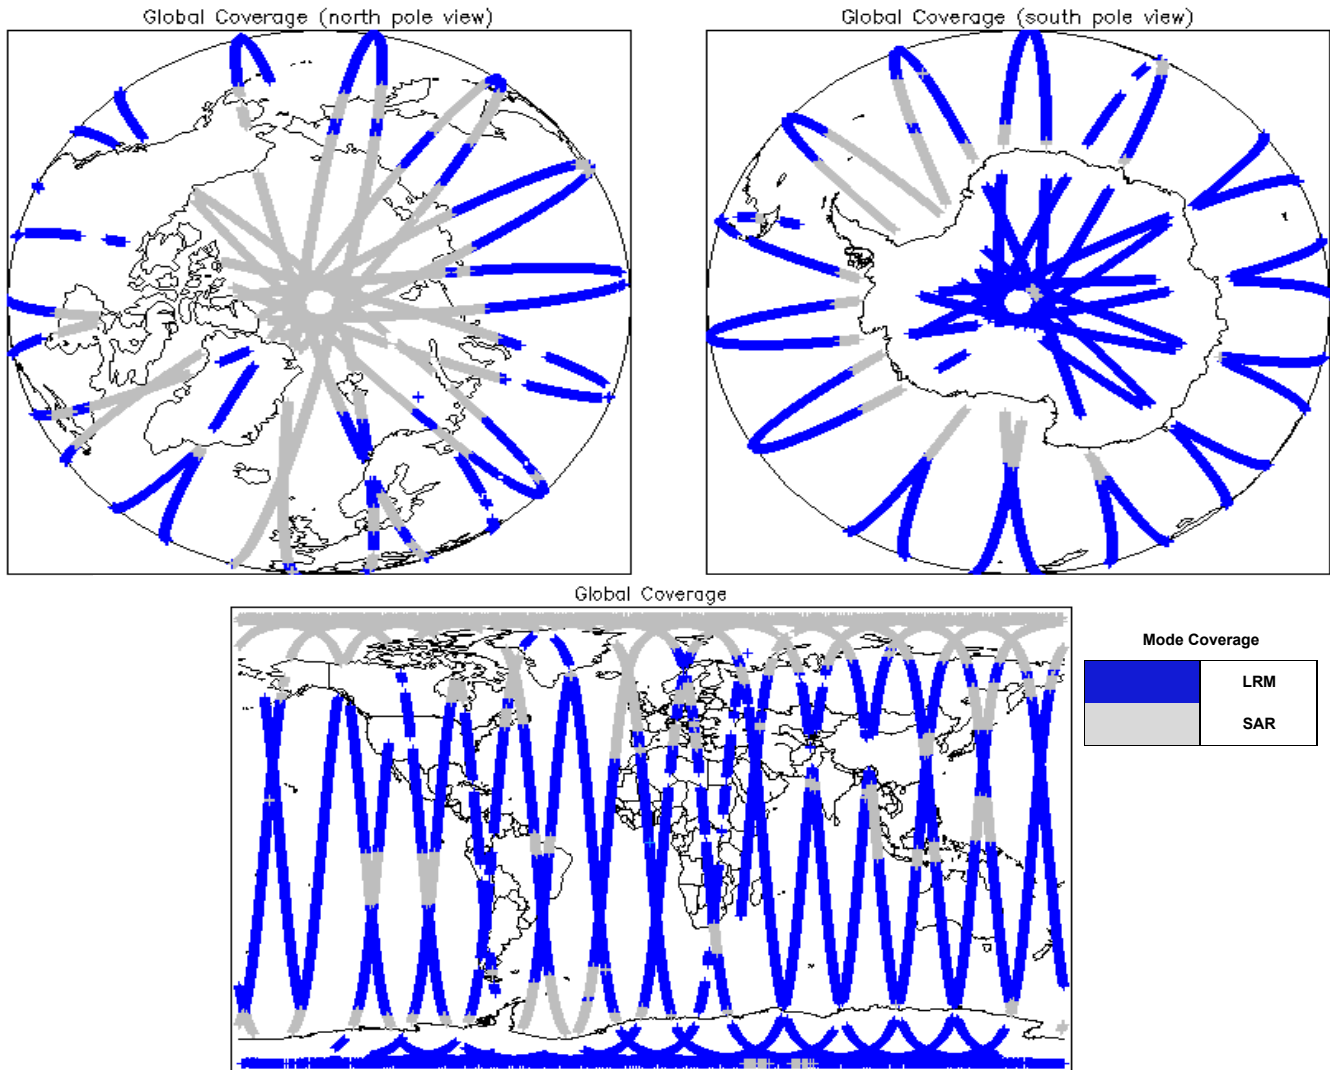 Global Coverage (north pole view)
Global Coverage (south pole view)
Global Coverage
Mode Coverage
LRM
SAR